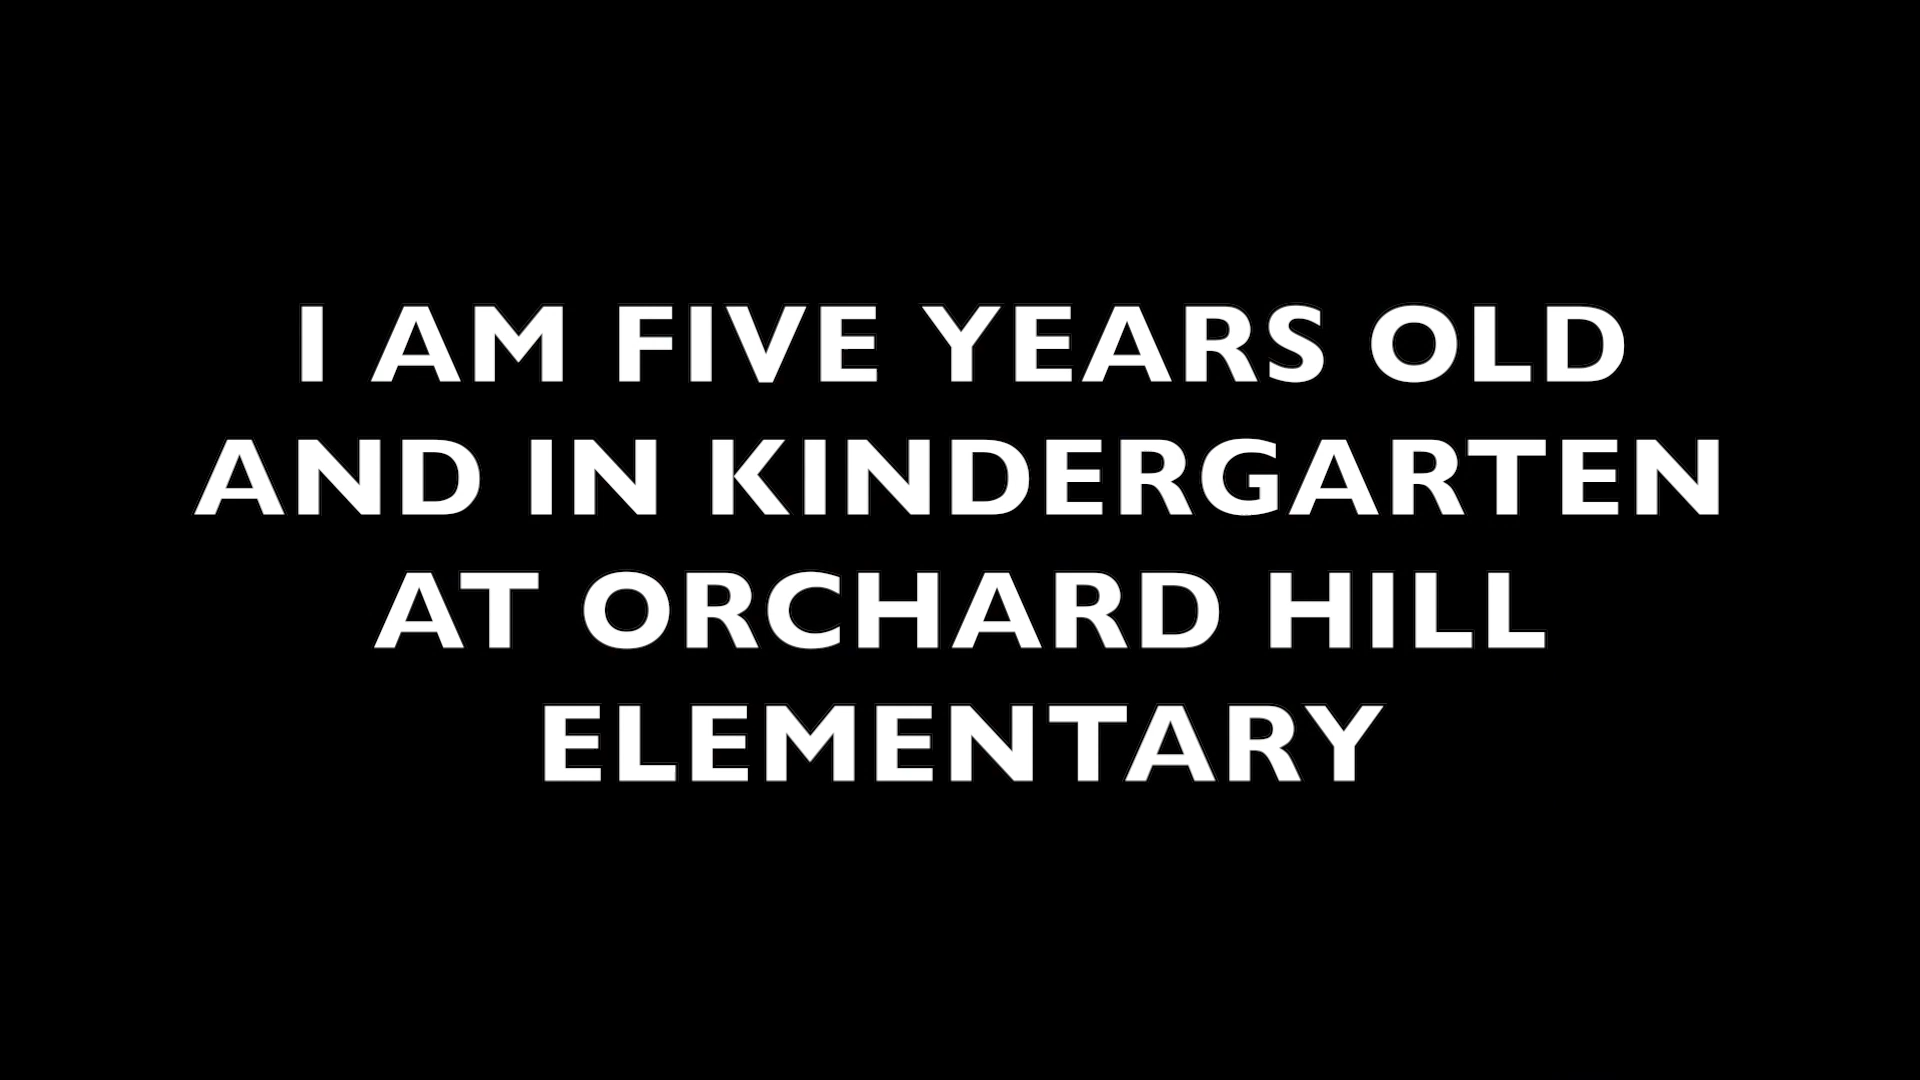 I AM FIVE YEARS OLD
AND IN KINDERGARTEN
AT ORCHARD HILL
ELEMENTARY